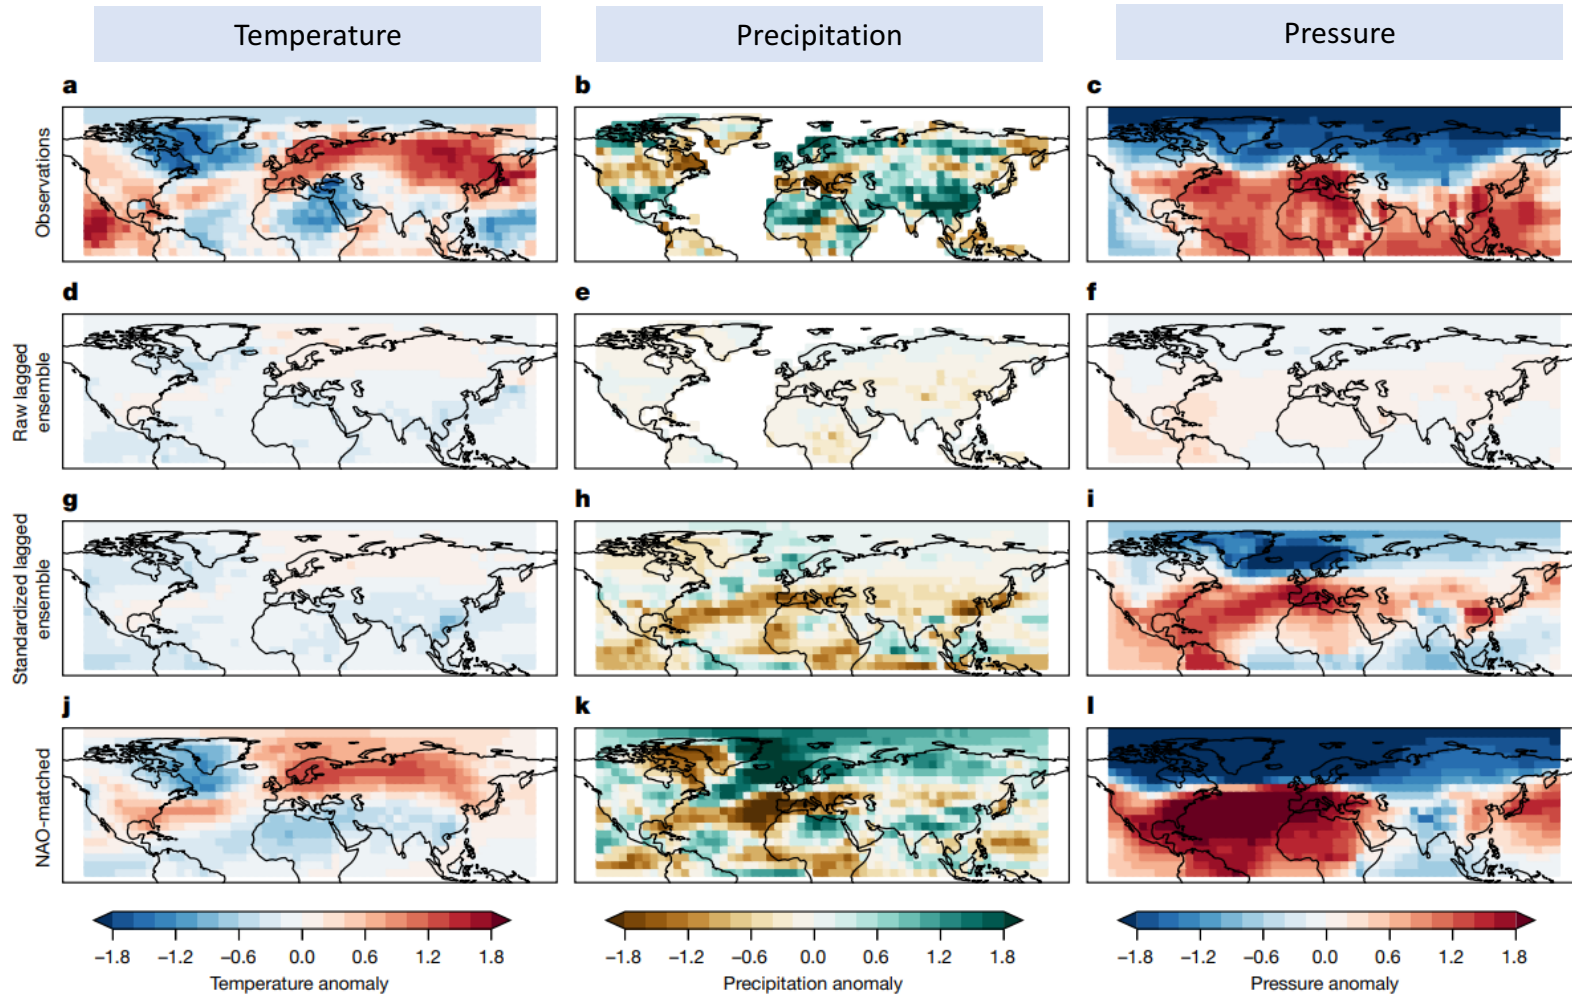 Temperature
Precipitation
Pressure
a
b
c
Observations
d
e
f
Raw lagged
ensemble
g
h
i
Standardized lagged
ensemble
j
k
l
NAO-matched
−1.8 −1.2 −0.6 0.0 0.6 1.2 1.8
Temperature anomaly
−1.8 −1.2 −0.6 0.0 0.6 1.2 1.8
Precipitation anomaly
−1.8 −1.2 −0.6 0.0 0.6 1.2 1.8
Pressure anomaly